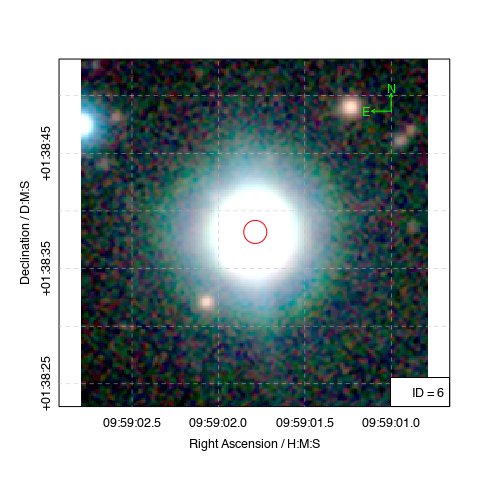 N
E
+01:38:45
+01:38:35
+01:38:25
Declination / D:M:S
ID = 6
09:59:02.5 09:59:02.0 09:59:01.5 09:59:01.0
Right Ascension / H:M:S